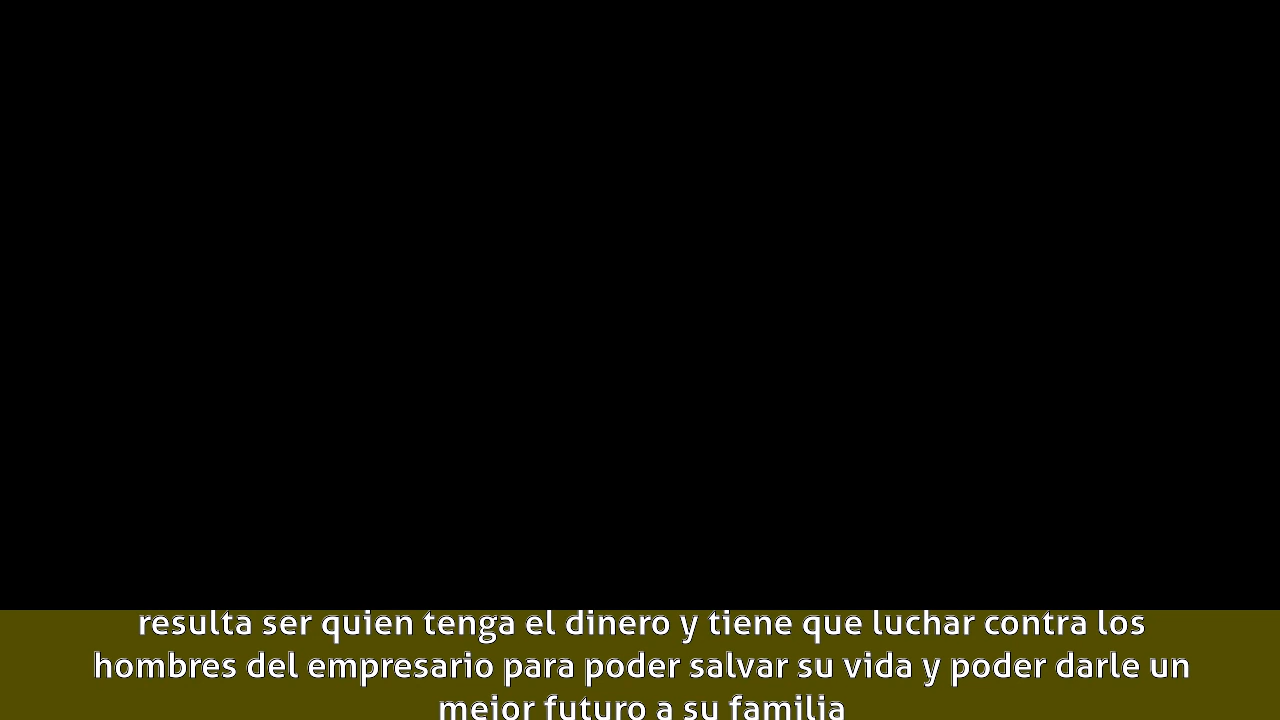 resulta ser quien tenga el dinero y tiene que luchar contra los
hombres del empresario para poder salvar su vida y poder darle un
mejor futuro a su familia